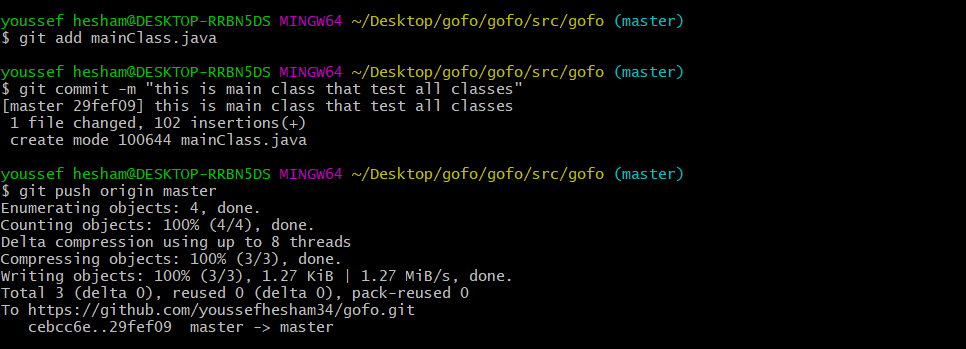 youssef hesham@DESKTOP-RRBN5DS MINGW64 ~/Desktop/gofo/gofo/src/gofo (master)
$ git add mainClass.java
youssef hesham@DESKTOP-RRBN5DS MINGW64 ~/Desktop/gofo/gofo/src/gofo (master)
$ git commit -m "this is main class that test all classes"
[master 29fef09] this is main class that test all classes
 1 file changed, 102 insertions(+)
 create mode 100644 mainClass.java
youssef hesham@DESKTOP-RRBN5DS MINGW64 ~/Desktop/gofo/gofo/src/gofo (master)
$ git push origin master
Enumerating objects: 4, done.
Counting objects: 100% (4/4), done.
Delta compression using up to 8 threads
Compressing objects: 100% (3/3), done.
Writing objects: 100% (3/3), 1.27 KiB | 1.27 MiB/s, done.
Total 3 (delta 0), reused 0 (delta 0), pack-reused 0
To https://github.com/youssefhesham34/gofo.git
   cebcc6e..29fef09  master -> master